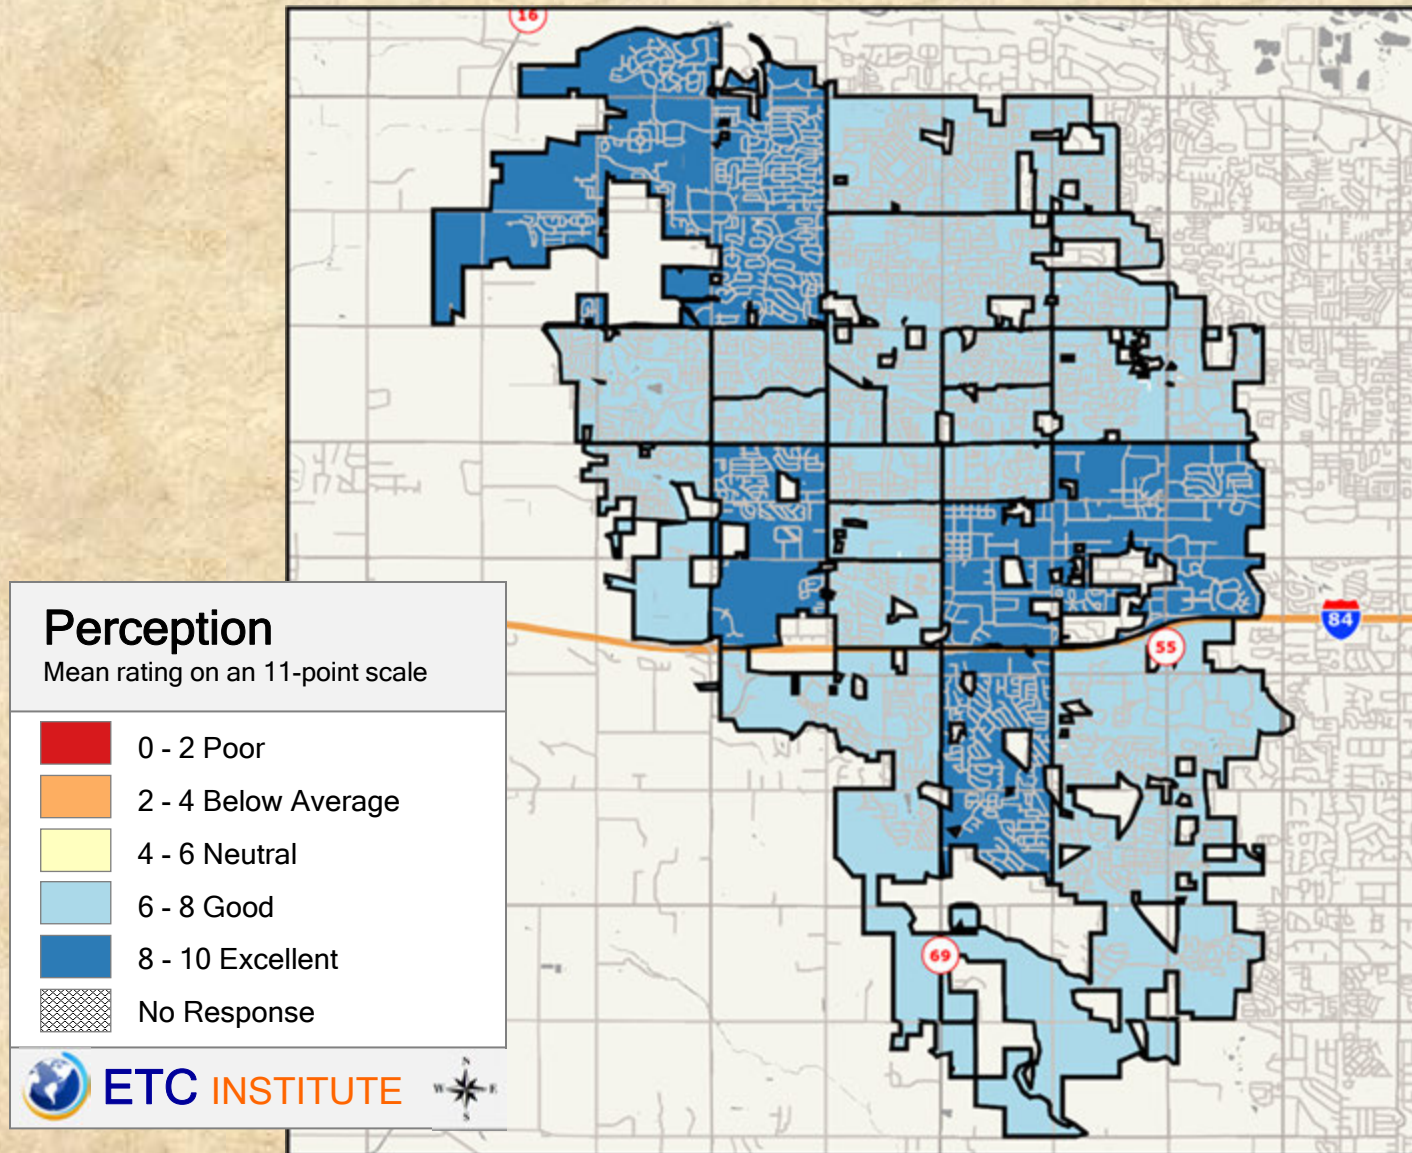 16
84
55
69
Perception
Mean rating on an 11-point scale
0 - 2 Poor
2 - 4 Below Average
4 - 6 Neutral
6 - 8 Good
8 - 10 Excellent
No Response
ETC INSTITUTE
N
W E
S